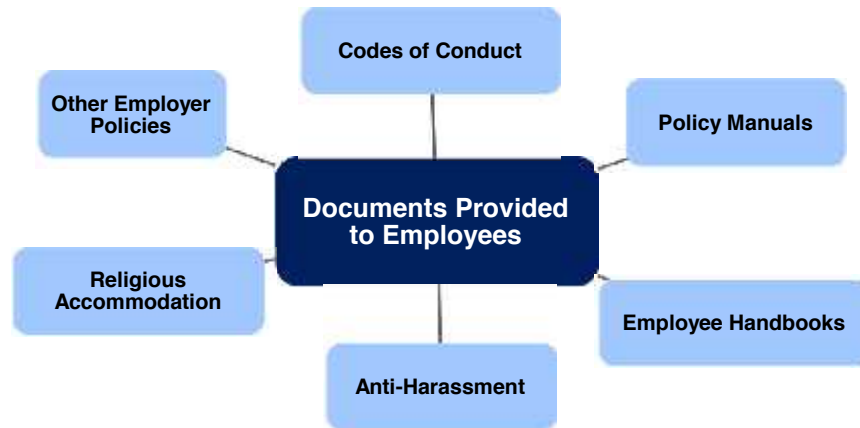 Codes of Conduct
Other Employer
Policies
Policy Manuals
Documents Provided
to Employees
Religious
Accommodation
Employee Handbooks
Anti-Harassment